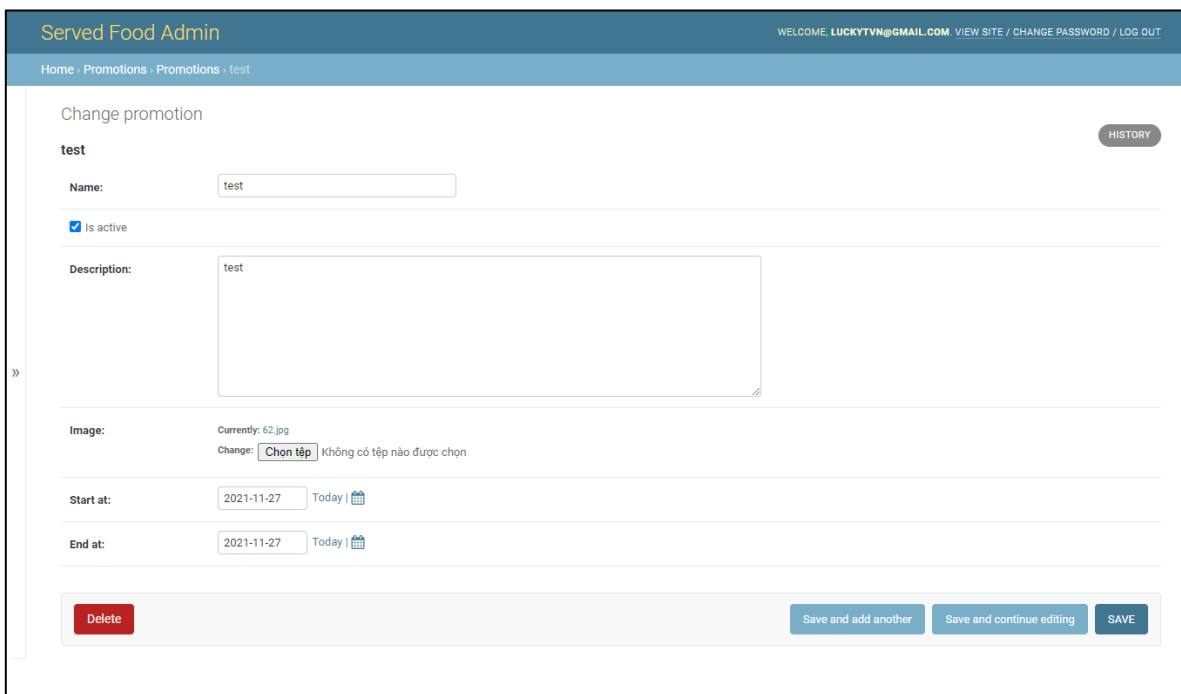 Served Food Admin
WELCOME, LUCKYTVN@GMAIL.COM. VIEW SITE / CHANGE PASSWORD / LOG OUT
Home › Promotions › Promotions › test
Change promotion
HISTORY
test
Name: test
Is active
Description: test
»
Image: Currently: 62.jpg
Change: Chọn tệp Không có tệp nào được chọn
Start at: 2021-11-27 Today |
End at: 2021-11-27 Today |
Delete Save and add another Save and continue editing SAVE